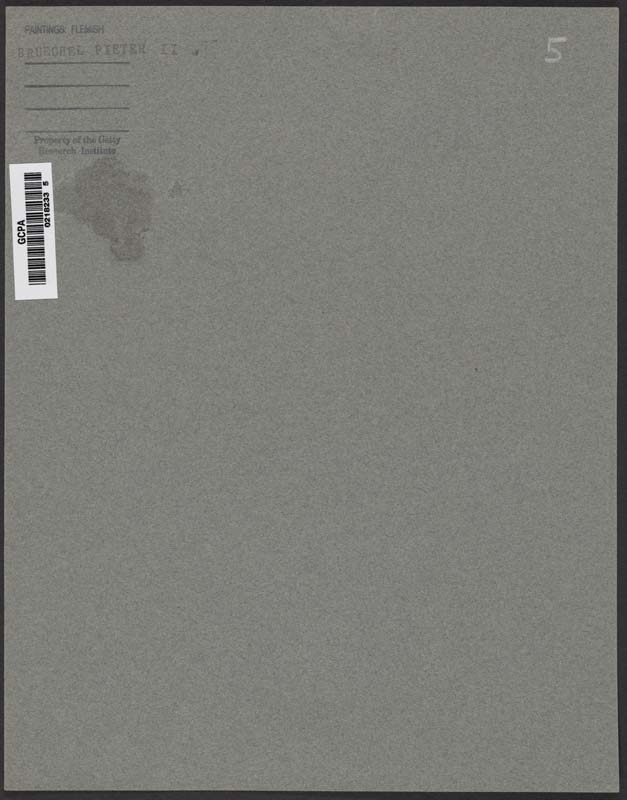 PAINTINGS: FLEMISH
BRUEGHEL PIETER II
5
Property of the Getty
Research Institute
GCPA
0218233 5